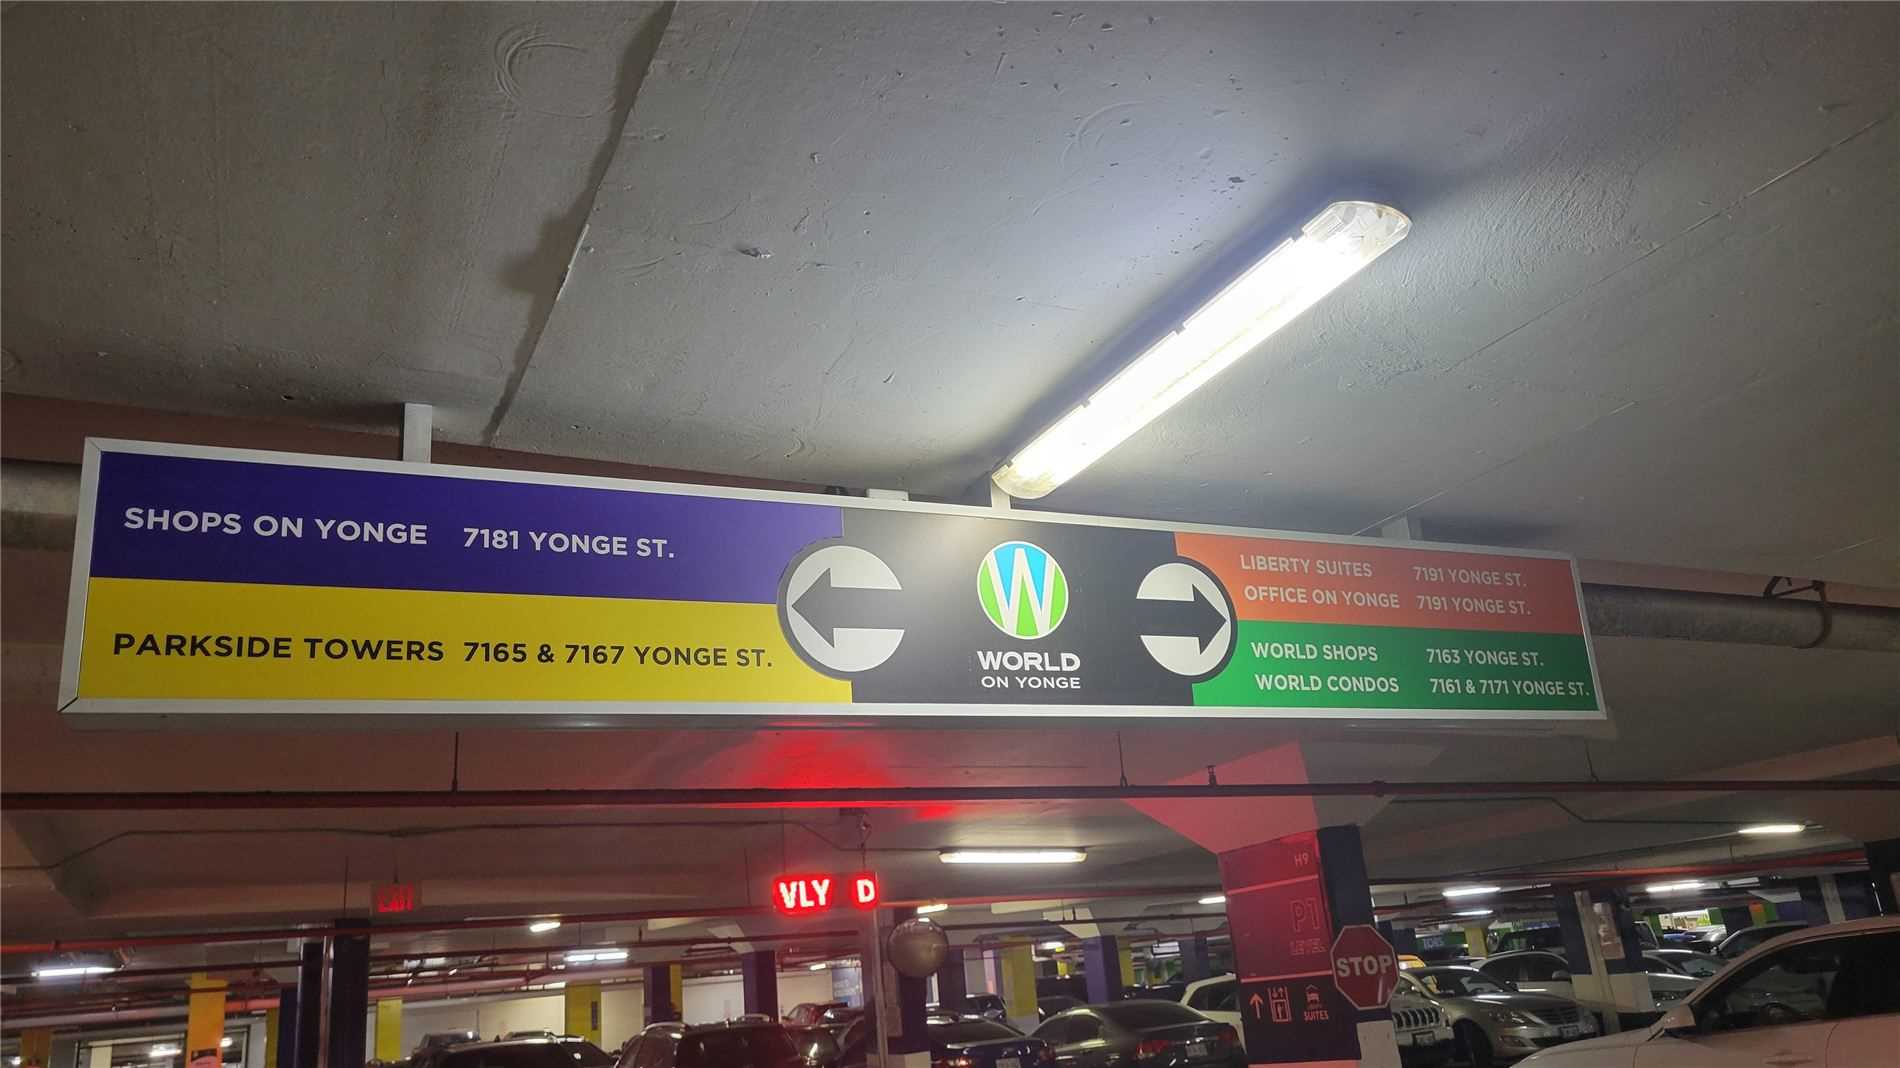 SHOPS ON YONGE 7181 YONGE ST.
PARKSIDE TOWERS 7165 & 7167 YONGE ST.
W
WORLD
ON YONGE
LIBERTY SUITES 7191 YONGE ST.
OFFICE ON YONGE 7191 YONGE ST.
WORLD SHOPS 7163 YONGE ST.
WORLD CONDOS 7161 & 7171 YONGE ST.
EXIT
VLY D
H9
P1
LEVEL
STOP
SUITES